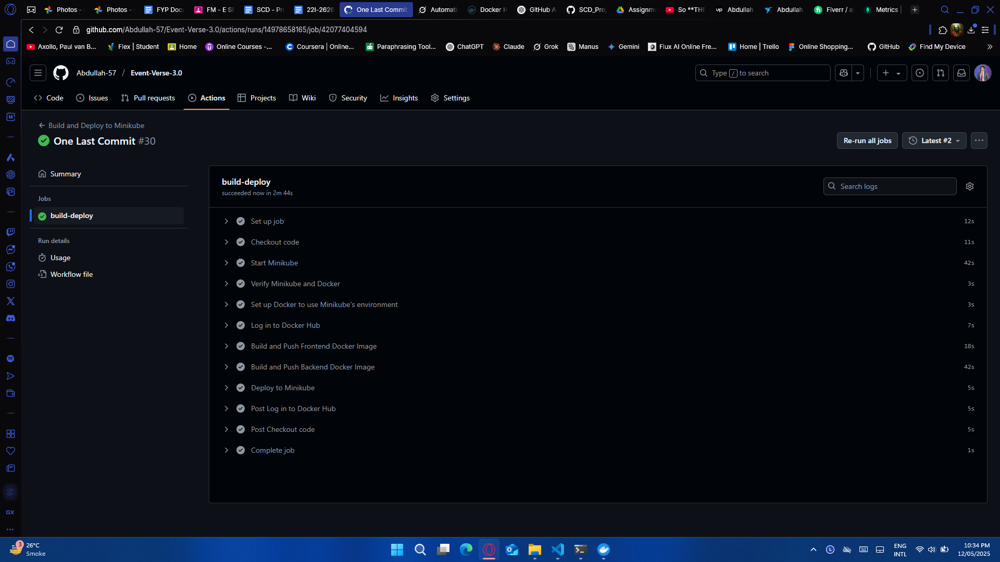 Photos -
Photos -
FYP Docu
FM - E SP
SCD - Pro
22I-2626
One Last Commit
Automati
Docker H
GitHub A
SCD_Proj
Assignme
So **THE
Abdullah
Abdullah
Fiverr / a
Metrics
github.com/Abdullah-57/Event-Verse-3.0/actions/runs/14978658165/job/42077404594
Axollo, Paul van B...
Flex | Student
Home
Online Courses -...
Coursera | Online...
Paraphrasing Tool...
ChatGPT
Claude
Grok
Manus
Gemini
Flux AI Online Fre...
Home | Trello
Online Shopping...
GitHub
Find My Device
Abdullah-57 / Event-Verse-3.0
Type / to search
Code
Issues
Pull requests
Actions
Projects
Wiki
Security
Insights
Settings
Build and Deploy to Minikube
One Last Commit #30
Re-run all jobs
Latest #2
Summary
Jobs
build-deploy
Run details
Usage
Workflow file
build-deploy
succeeded now in 2m 44s
Search logs
Set up job 12s
Checkout code 11s
Start Minikube 42s
Verify Minikube and Docker 3s
Set up Docker to use Minikube's environment 3s
Log in to Docker Hub 7s
Build and Push Frontend Docker Image 18s
Build and Push Backend Docker Image 42s
Deploy to Minikube 5s
Post Log in to Docker Hub 5s
Post Checkout code 5s
Complete job 1s
GX
3
26°C
Smoke
ENG
INTL
10:34 PM
12/05/2025